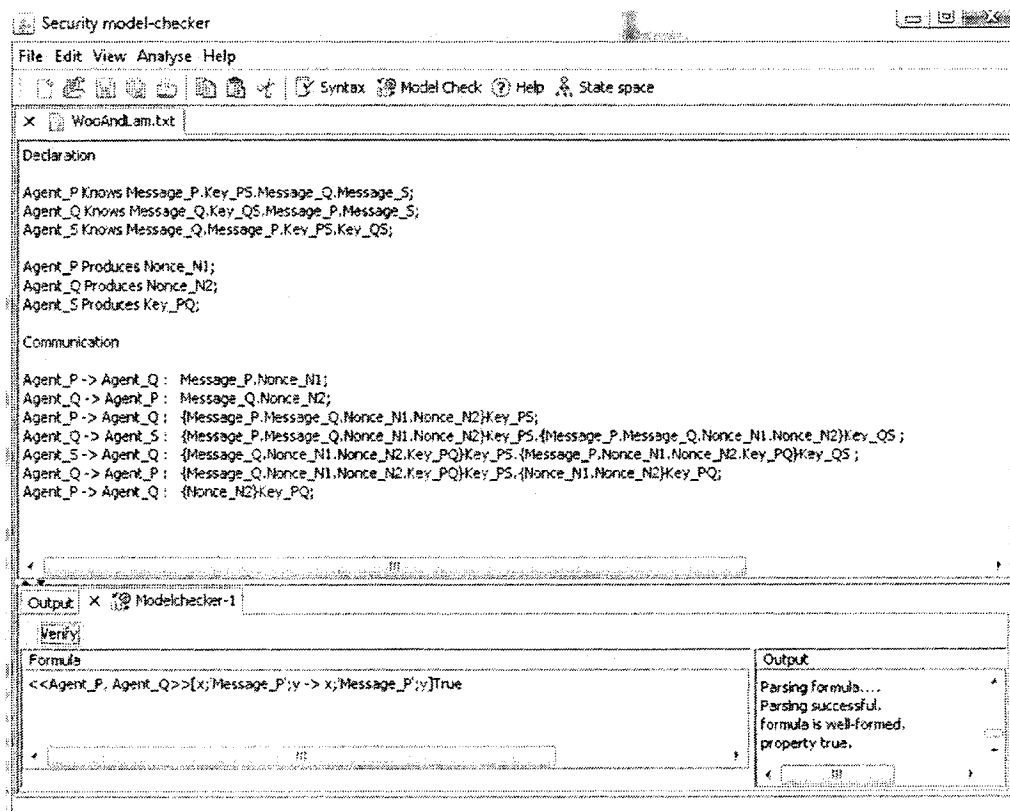 Security model-checker
File Edit View Analyse Help
Syntax Model Check Help State space
WooAndLam.txt
Declaration
Agent_P Knows Message_P.Key_PS.Message_Q.Message_S;
Agent_Q Knows Message_Q.Key_QS.Message_P.Message_S;
Agent_S Knows Message_Q.Message_P.Key_PS.Key_QS;
Agent_P Produces Nonce_N1;
Agent_Q Produces Nonce_N2;
Agent_S Produces Key_PQ;
Communication
Agent_P -> Agent_Q : Message_P.Nonce_N1;
Agent_Q -> Agent_P : Message_Q.Nonce_N2;
Agent_P -> Agent_Q : {Message_P.Message_Q.Nonce_N1.Nonce_N2}Key_PS;
Agent_Q -> Agent_S : {Message_P.Message_Q.Nonce_N1.Nonce_N2}Key_PS.{Message_P.Message_Q.Nonce_N1.Nonce_N2}Key_QS ;
Agent_S -> Agent_Q : {Message_Q.Nonce_N1.Nonce_N2.Key_PQ}Key_PS.{Message_P.Nonce_N1.Nonce_N2.Key_PQ}Key_QS ;
Agent_Q -> Agent_P : {Message_Q.Nonce_N1.Nonce_N2.Key_PQ}Key_PS.{Nonce_N1.Nonce_N2}Key_PQ;
Agent_P -> Agent_Q : {Nonce_N2}Key_PQ;
Output Modelchecker-1
Verify
Formula
<<Agent_P, Agent_Q>>[x;'Message_P';y -> x;'Message_P';y]True
Output
Parsing formula....
Parsing successful.
formula is well-formed.
property true.